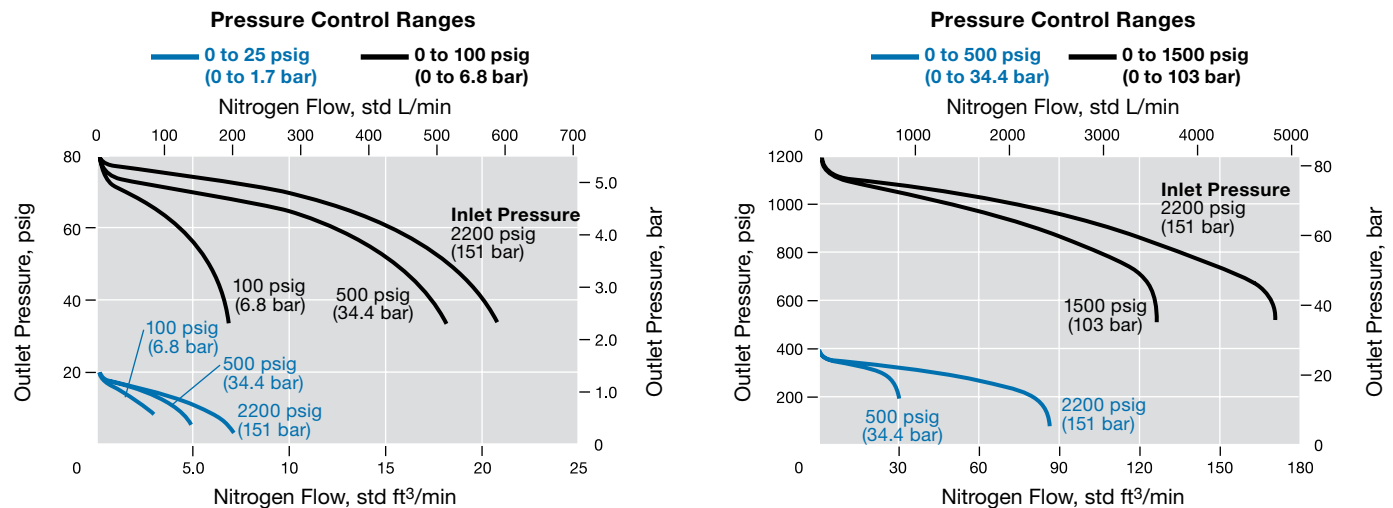 Pressure Control Ranges
0 to 25 psig
(0 to 1.7 bar)
0 to 100 psig
(0 to 6.8 bar)
Nitrogen Flow, std L/min
0 100 200 300 400 500 600 700
80
60
40
20
0
Outlet Pressure, psig
5.0
4.0
3.0
2.0
1.0
0
Outlet Pressure, bar
Inlet Pressure
2200 psig
(151 bar)
100 psig
(6.8 bar)
500 psig
(34.4 bar)
100 psig
(6.8 bar)
500 psig
(34.4 bar)
2200 psig
(151 bar)
5.0 10 15 20 25
Nitrogen Flow, std ft³/min
Pressure Control Ranges
0 to 500 psig
(0 to 34.4 bar)
0 to 1500 psig
(0 to 103 bar)
Nitrogen Flow, std L/min
0 1000 2000 3000 4000 5000
1200
1000
800
600
400
200
0
Outlet Pressure, psig
80
60
40
20
0
Outlet Pressure, bar
Inlet Pressure
2200 psig
(151 bar)
1500 psig
(103 bar)
500 psig
(34.4 bar)
2200 psig
(151 bar)
30 60 90 120 150 180
Nitrogen Flow, std ft³/min